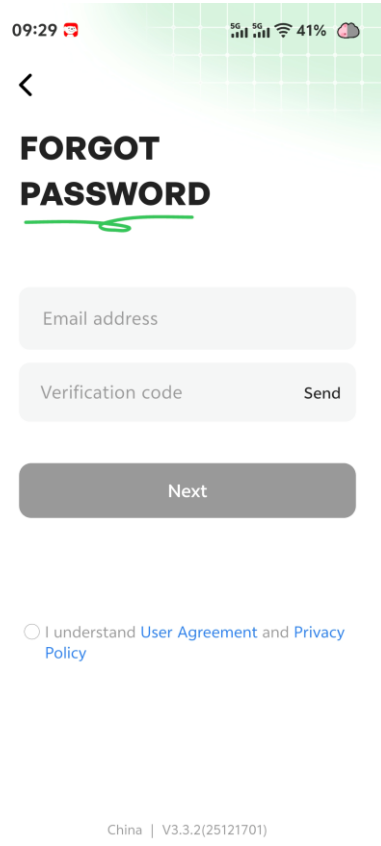 09:29 5G 5G 41%
FORGOT
PASSWORD
Email address
Verification code Send
Next
I understand User Agreement and Privacy
Policy
China | V3.3.2(25121701)